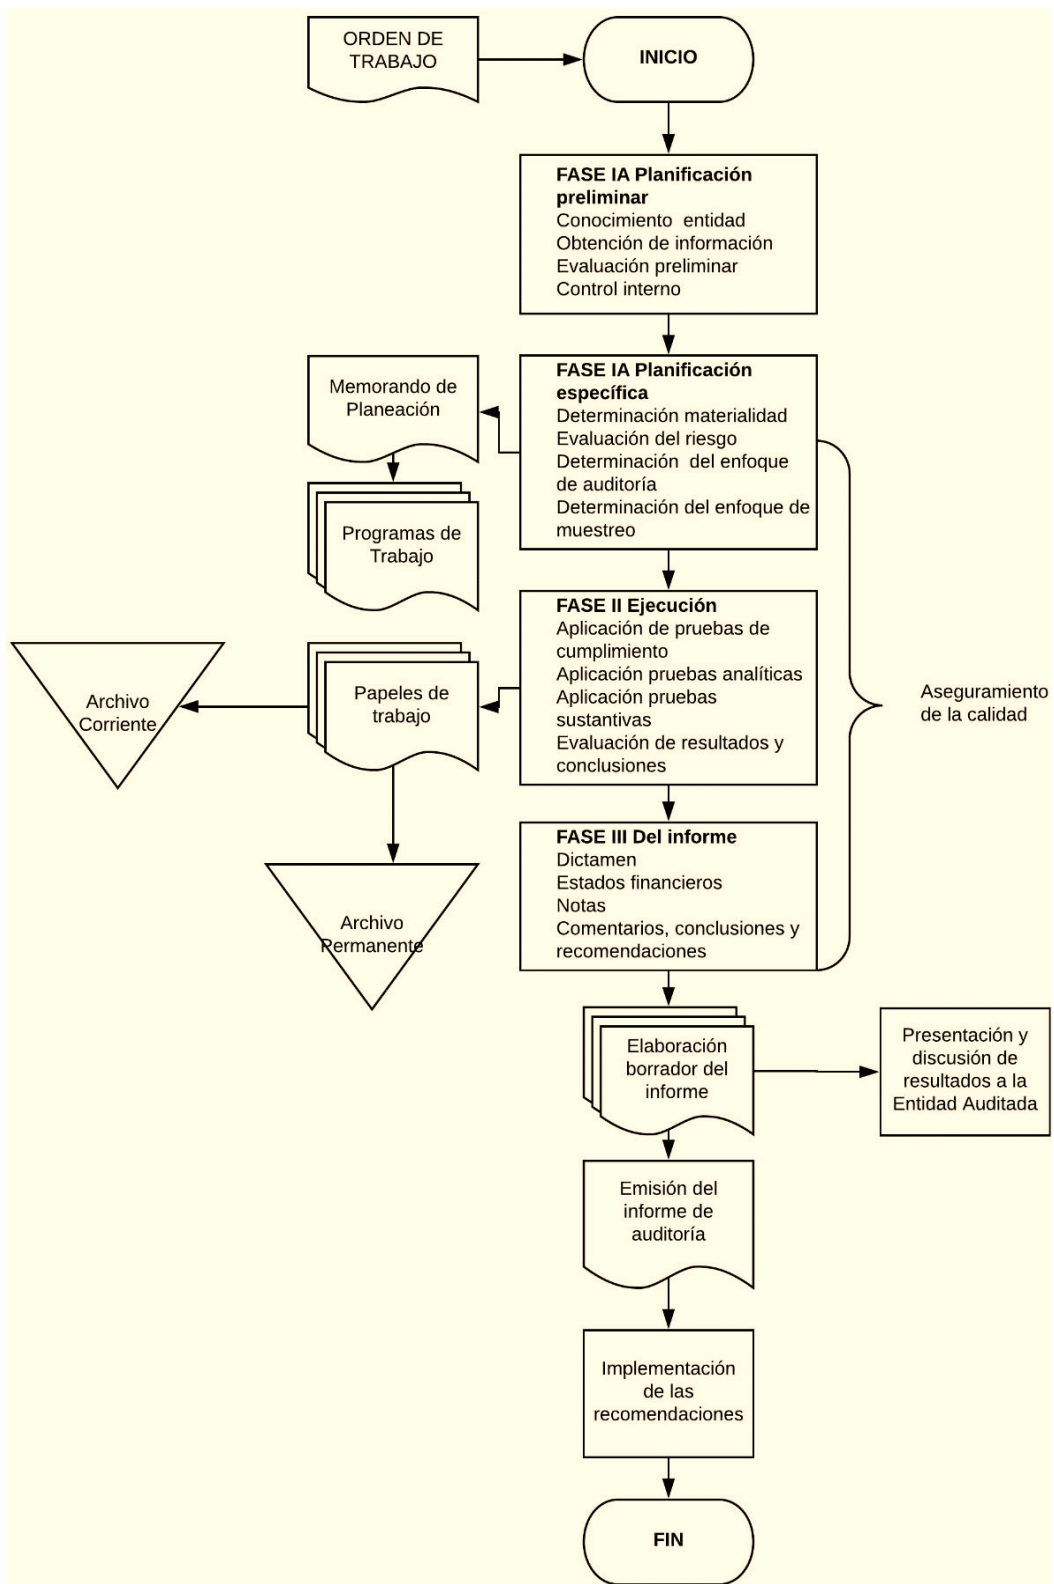 ORDEN DE
TRABAJO
INICIO
FASE IA Planificación
preliminar
Conocimiento entidad
Obtención de información
Evaluación preliminar
Control interno
Memorando de
Planeación
FASE IA Planificación
específica
Determinación materialidad
Evaluación del riesgo
Determinación del enfoque
de auditoría
Determinación del enfoque de
muestreo
Programas de
Trabajo
FASE II Ejecución
Aplicación de pruebas de
cumplimiento
Aplicación pruebas analíticas
Aplicación pruebas
sustantivas
Evaluación de resultados y
conclusiones
Papeles de
trabajo
Archivo
Corriente
Aseguramiento
de la calidad
FASE III Del informe
Dictamen
Estados financieros
Notas
Comentarios, conclusiones y
recomendaciones
Archivo
Permanente
Elaboración
borrador del
informe
Presentación y
discusión de
resultados a la
Entidad Auditada
Emisión del
informe de
auditoría
Implementación
de las
recomendaciones
FIN